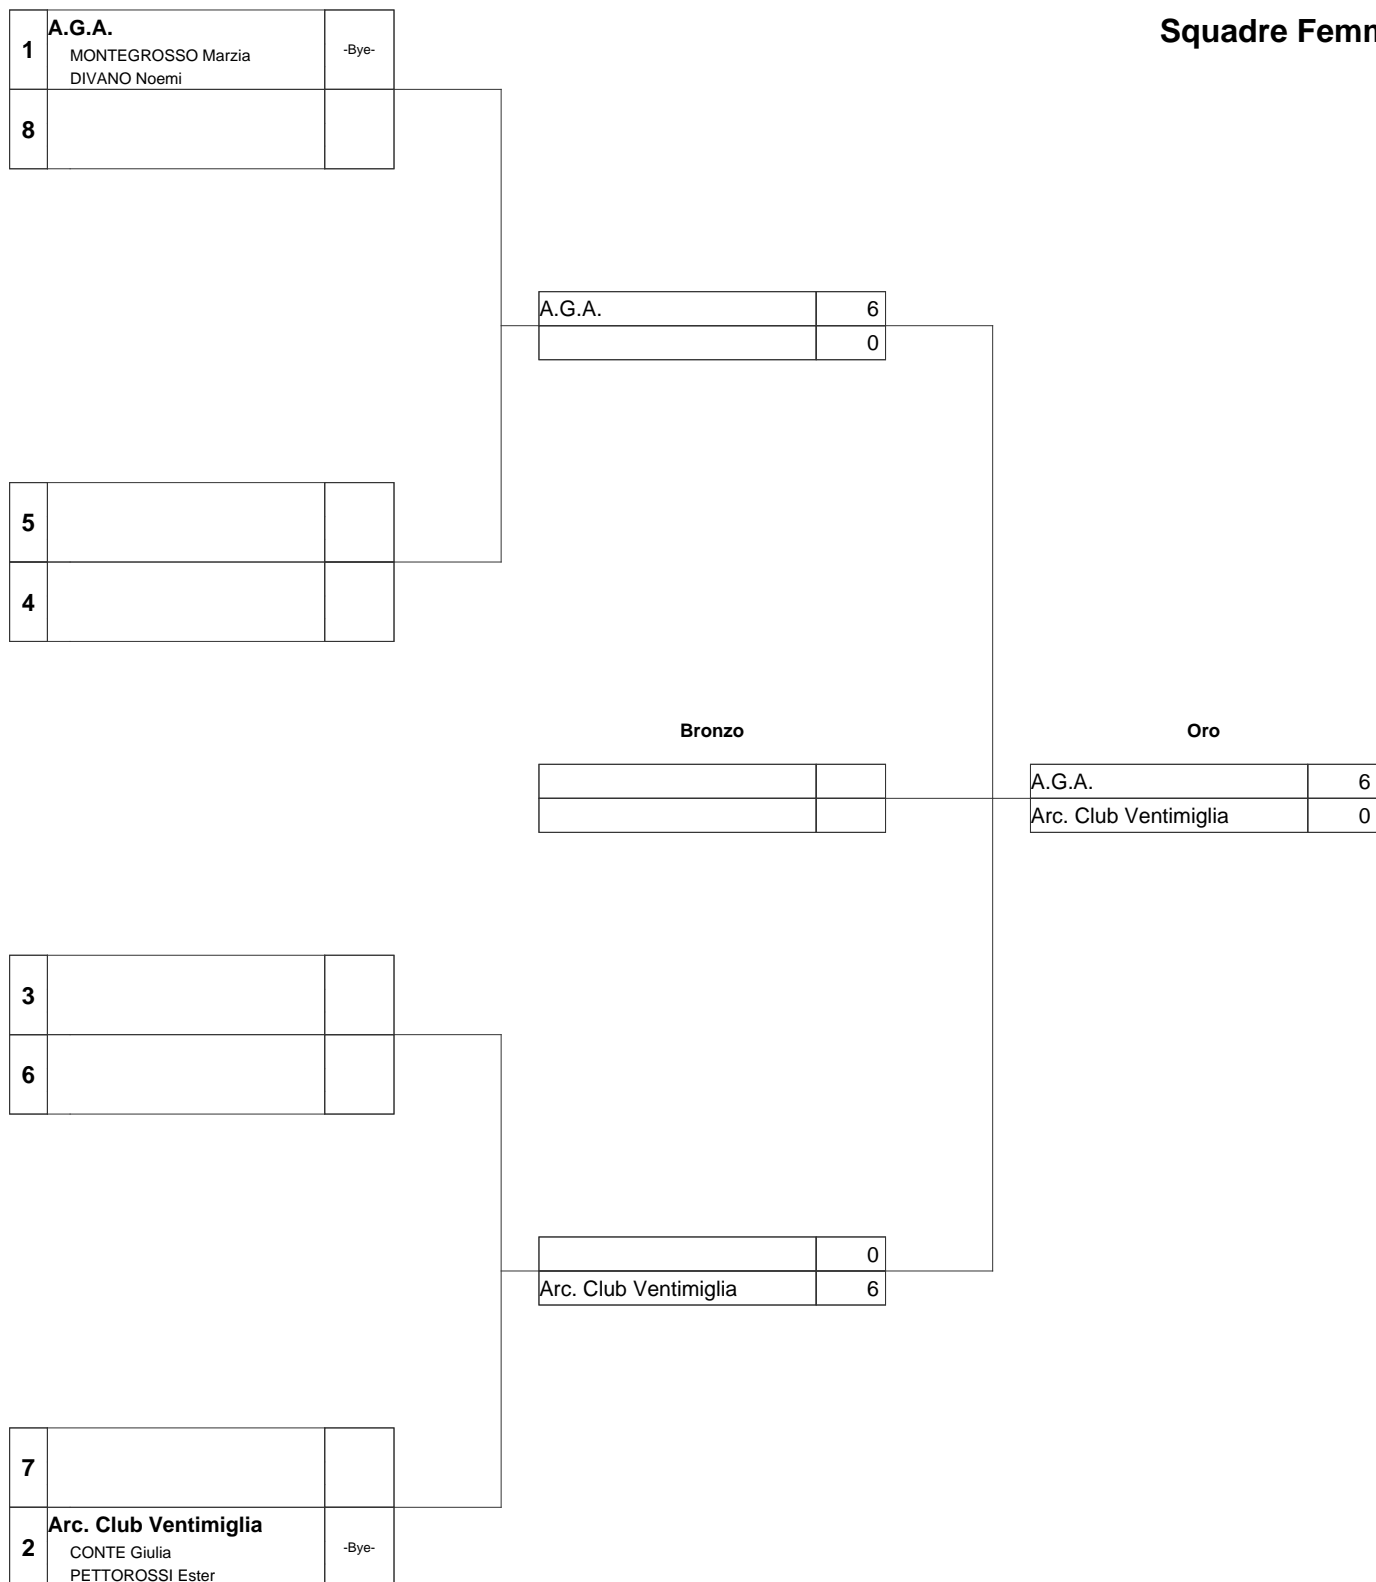 Squadre Femm
A.G.A.
1
MONTEGROSSO Marzia
-Bye-
DIVANO Noemi
8
A.G.A. 6
0
5
4
Bronzo
Oro
A.G.A. 6
Arc. Club Ventimiglia 0
3
6
0
Arc. Club Ventimiglia 6
7
Arc. Club Ventimiglia
2
CONTE Giulia
-Bye-
PETTOROSSI Ester